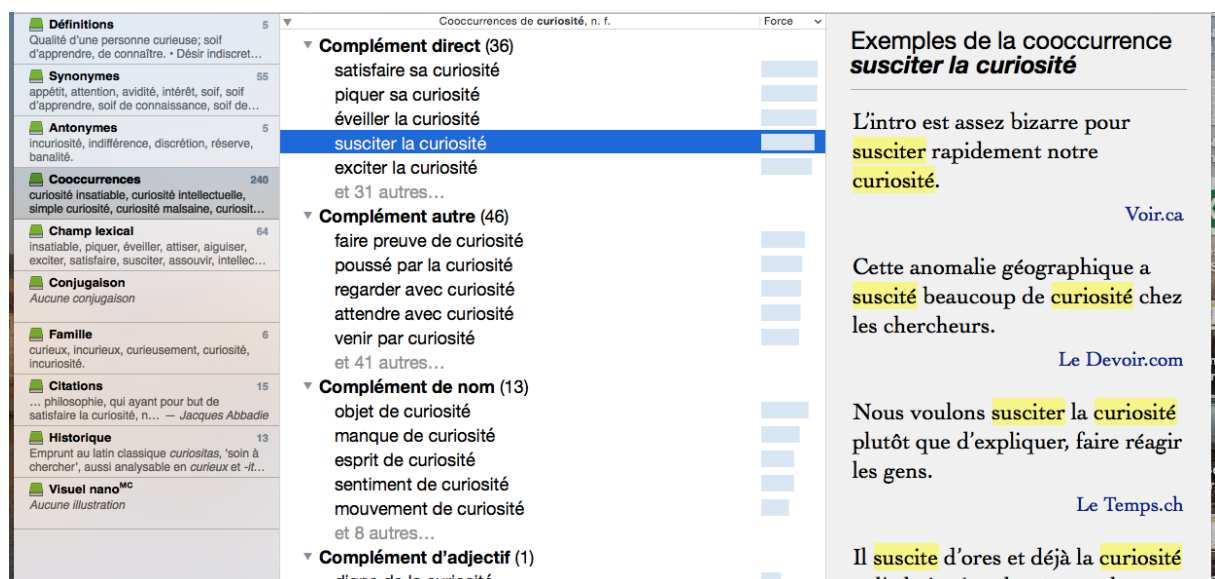 Définitions 5
Qualité d'une personne curieuse; soif
d'apprendre, de connaître. • Désir indiscret…
Synonymes 55
appétit, attention, avidité, intérêt, soif, soif
d'apprendre, soif de connaissance, soif de…
Antonymes 5
incuriosité, indifférence, discrétion, réserve,
banalité.
Cooccurrences 240
curiosité insatiable, curiosité intellectuelle,
simple curiosité, curiosité malsaine, curiosit…
Champ lexical 64
insatiable, piquer, éveiller, attiser, aiguiser,
exciter, satisfaire, susciter, assouvir, intellec…
Conjugaison
Aucune conjugaison
Famille 6
curieux, incurieux, curieusement, curiosité,
incuriosité.
Citations 15
… philosophie, qui ayant pour but de
satisfaire la curiosité, n… — Jacques Abbadie
Historique 13
Emprunt au latin classique curiositas, 'soin à
chercher', aussi analysable en curieux et -it…
Visuel nanoMC
Aucune illustration
Cooccurrences de curiosité, n. f. Force
Complément direct (36)
satisfaire sa curiosité
piquer sa curiosité
éveiller la curiosité
susciter la curiosité
exciter la curiosité
et 31 autres…
Complément autre (46)
faire preuve de curiosité
poussé par la curiosité
regarder avec curiosité
attendre avec curiosité
venir par curiosité
et 41 autres…
Complément de nom (13)
objet de curiosité
manque de curiosité
esprit de curiosité
sentiment de curiosité
mouvement de curiosité
et 8 autres…
Complément d'adjectif (1)
Exemples de la cooccurrence
susciter la curiosité
L'intro est assez bizarre pour
susciter rapidement notre
curiosité.
Voir.ca
Cette anomalie géographique a
suscité beaucoup de curiosité chez
les chercheurs.
Le Devoir.com
Nous voulons susciter la curiosité
plutôt que d'expliquer, faire réagir
les gens.
Le Temps.ch
Il suscite d'ores et déjà la curiosité